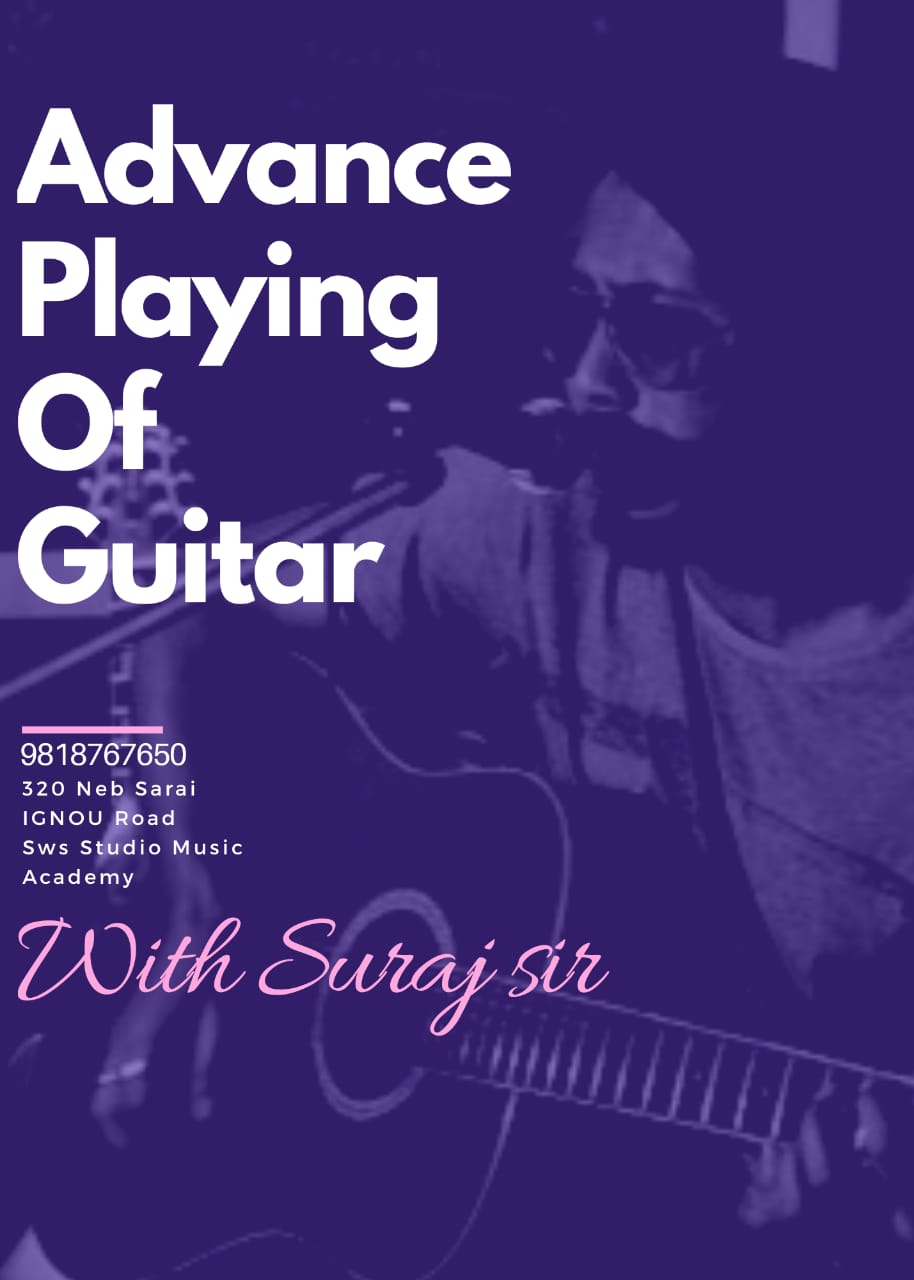 Advance
Playing
Of
Guitar
9818767650
320 Neb Sarai
IGNOU Road
Sws Studio Music
Academy
With Suraj sir